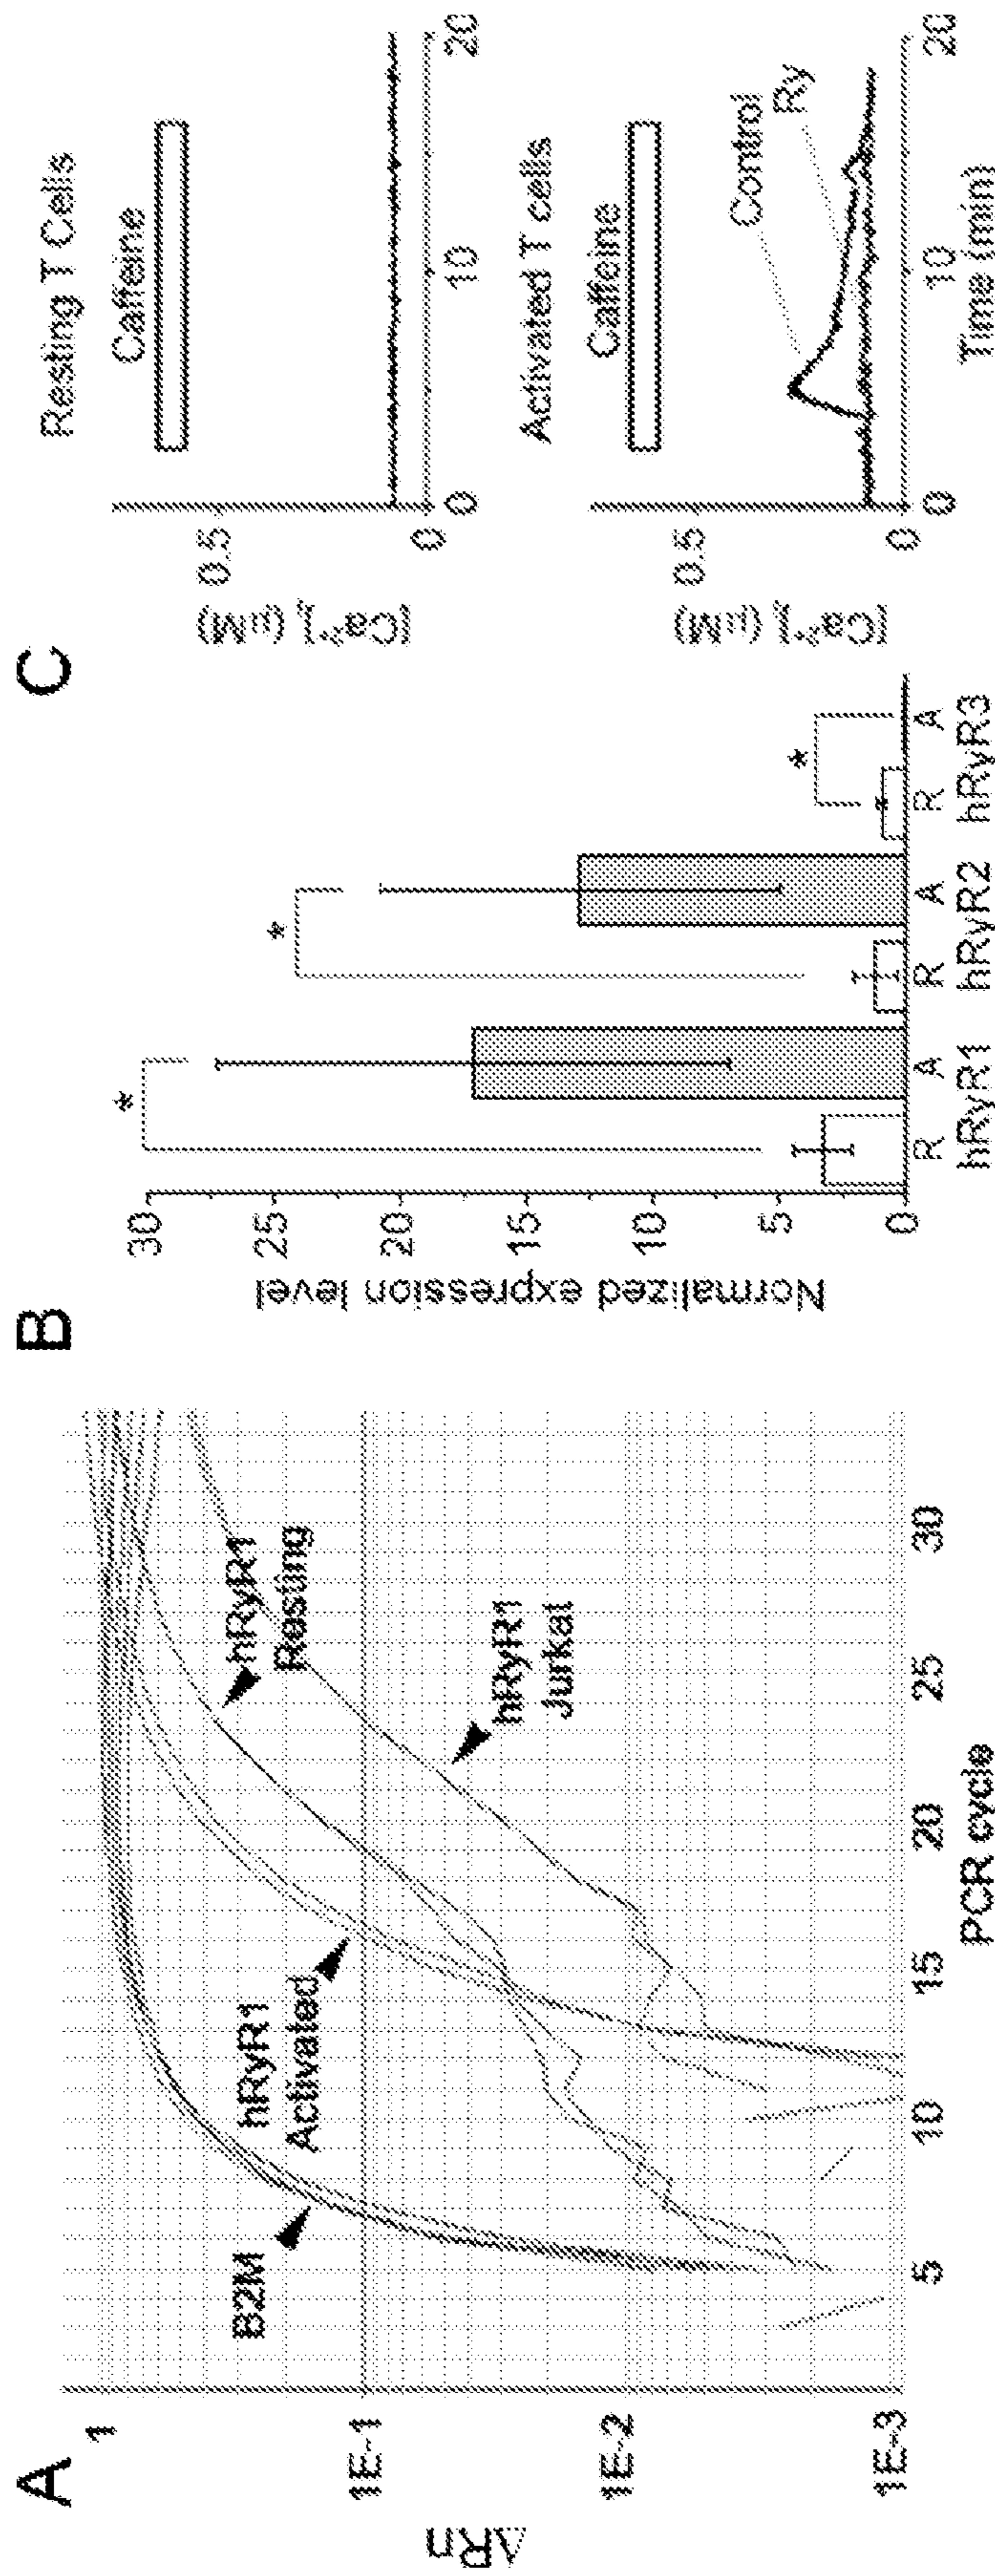 A
ΔRn
1
1E-1
1E-2
1E-3
B2M
hRyR1
Activated
hRyR1
Resting
hRyR1
Jurkat
5 10 15 20 25 30
PCR cycle
B
Normalized expression level
30
25
20
15
10
5
0
* * *
R A R A R A
hRyR1 hRyR2 hRyR3
C
Resting T Cells
Caffeine
[Ca²⁺]ᵢ (μM)
0.5
0
0 10 20
Activated T cells
Caffeine
[Ca²⁺]ᵢ (μM)
0.5
0
Control
Ry
0 10 20
Time (min)